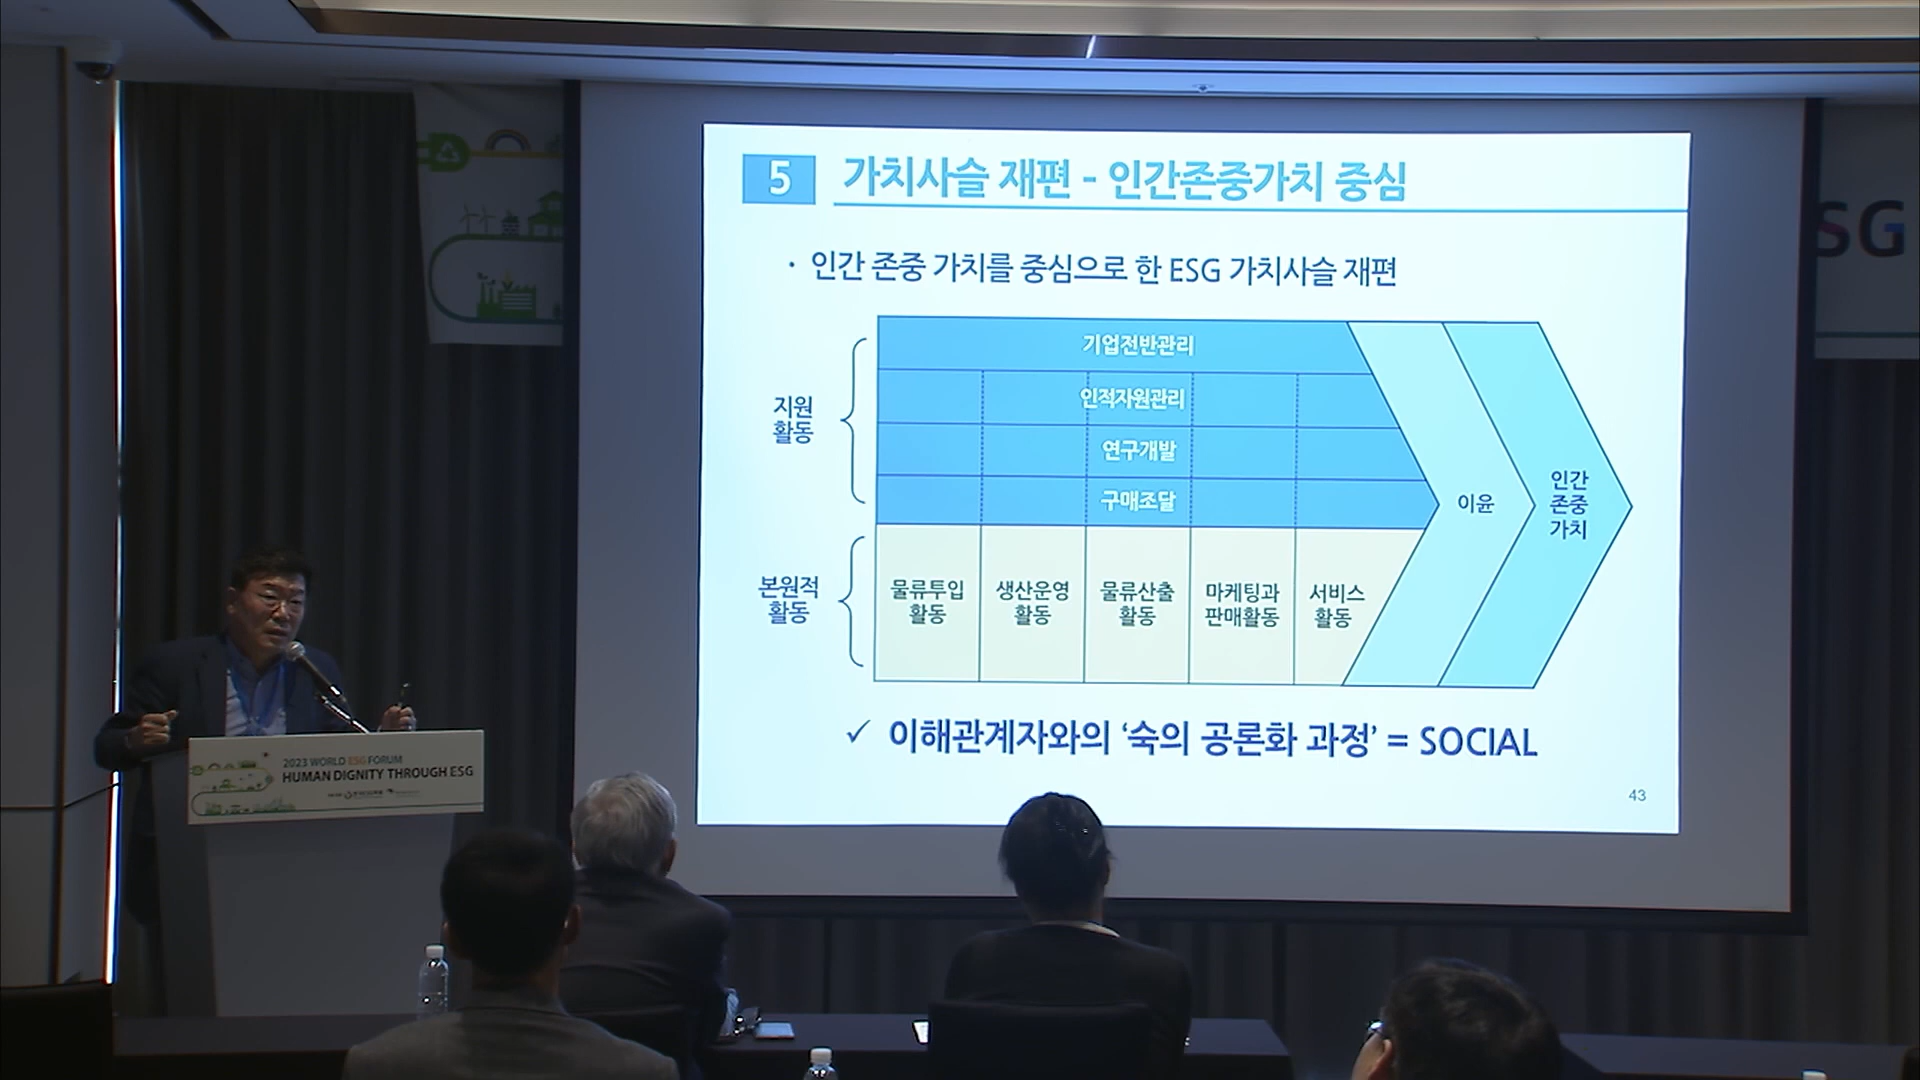 5
가치사슬 재편 - 인간존중가치 중심
· 인간 존중 가치를 중심으로 한 ESG 가치사슬 재편
지원
활동
기업전반관리
인적자원관리
연구개발
구매조달
본원적
활동
물류투입
활동
생산운영
활동
물류산출
활동
마케팅과
판매활동
서비스
활동
이윤
인간
존중
가치
✓ 이해관계자와의 ‘숙의 공론화 과정’ = SOCIAL
43
SG
2023 WORLD ESG FORUM
HUMAN DIGNITY THROUGH ESG